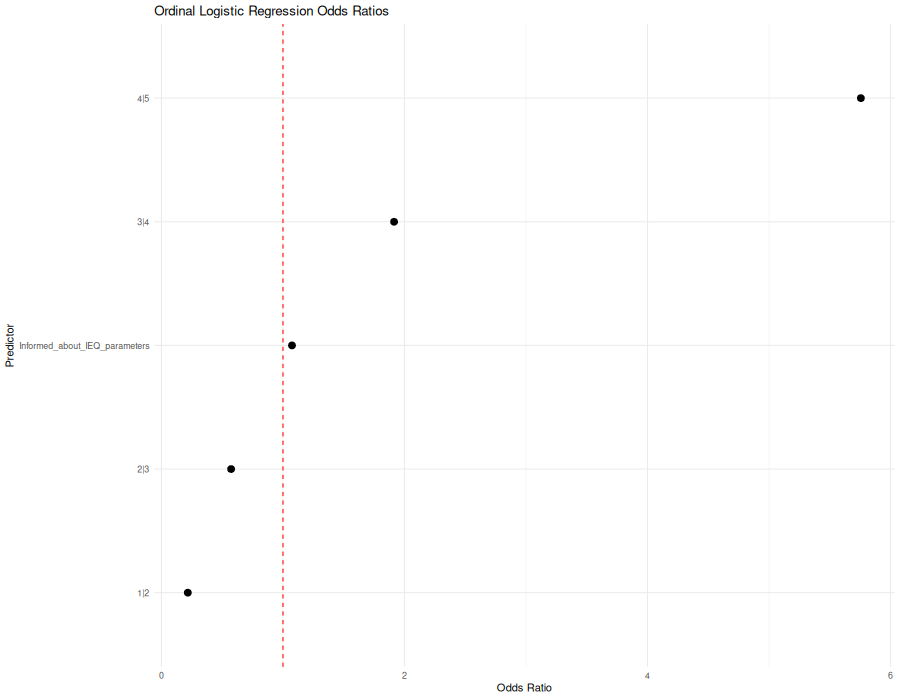 Ordinal Logistic Regression Odds Ratios
4|5
3|4
Informed_about_IEQ_parameters
2|3
1|2
Predictor
0 2 4 6
Odds Ratio